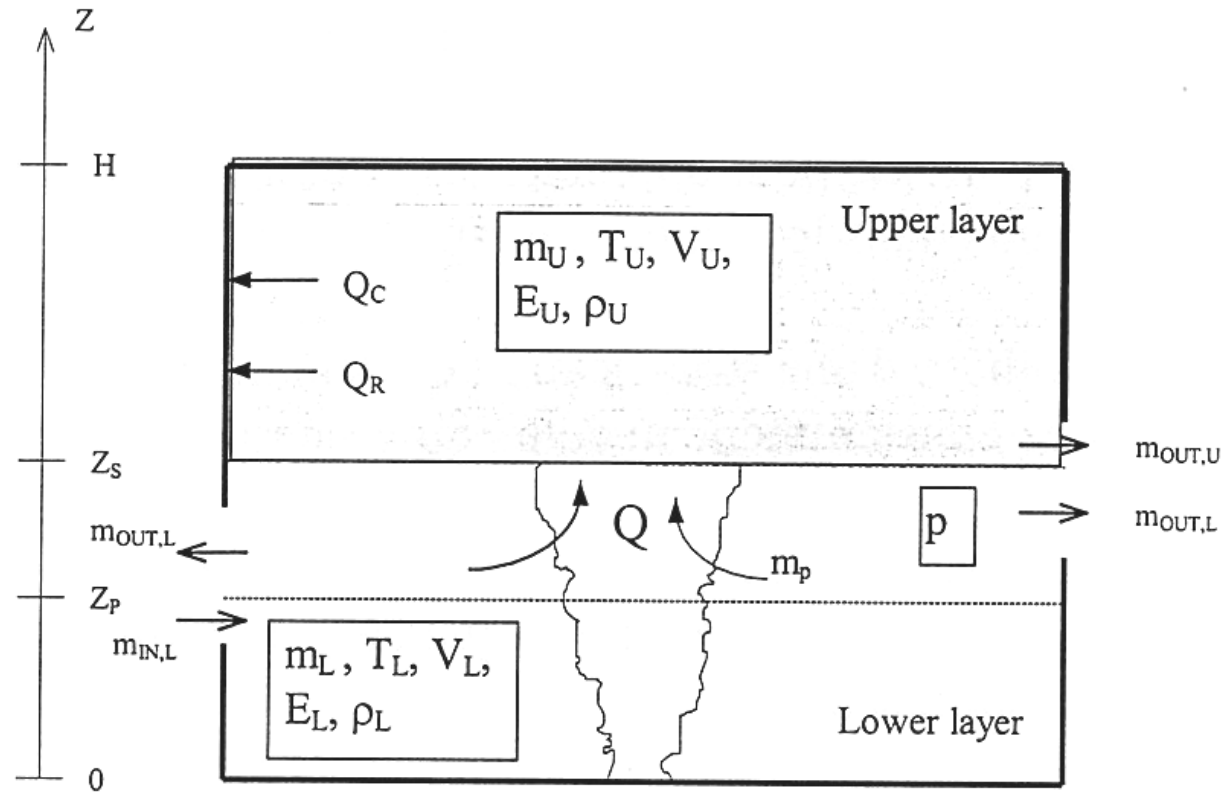 Z
H
Upper layer
m_U , T_U, V_U,
E_U, ρ_U
Q_C
Q_R
Z_S
m_OUT,U
m_OUT,L
Q
p
m_OUT,L
m_p
Z_P
m_IN,L
m_L , T_L, V_L,
E_L, ρ_L
Lower layer
0